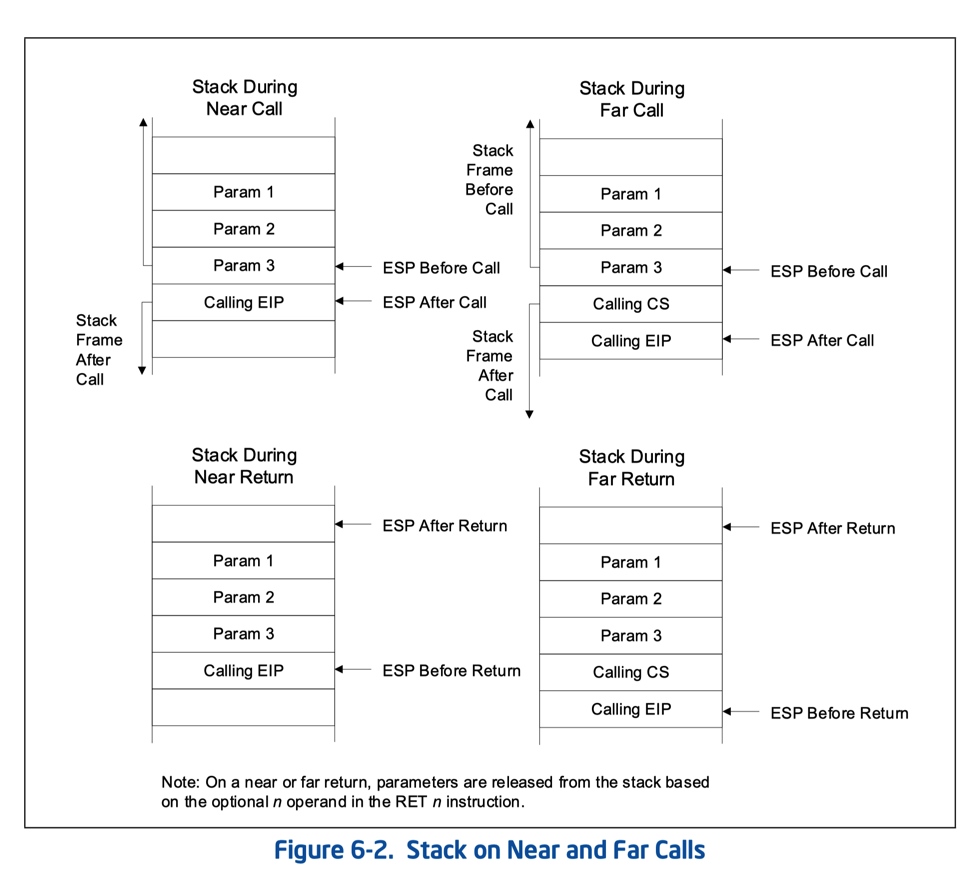 Stack During
Near Call
Param 1
Param 2
Param 3
Calling EIP
ESP Before Call
ESP After Call
Stack
Frame
After
Call
Stack During
Far Call
Stack
Frame
Before
Call
Param 1
Param 2
Param 3
Calling CS
Calling EIP
ESP Before Call
ESP After Call
Stack
Frame
After
Call
Stack During
Near Return
ESP After Return
Param 1
Param 2
Param 3
Calling EIP
ESP Before Return
Stack During
Far Return
ESP After Return
Param 1
Param 2
Param 3
Calling CS
Calling EIP
ESP Before Return
Note: On a near or far return, parameters are released from the stack based
on the optional n operand in the RET n instruction.
Figure 6-2. Stack on Near and Far Calls